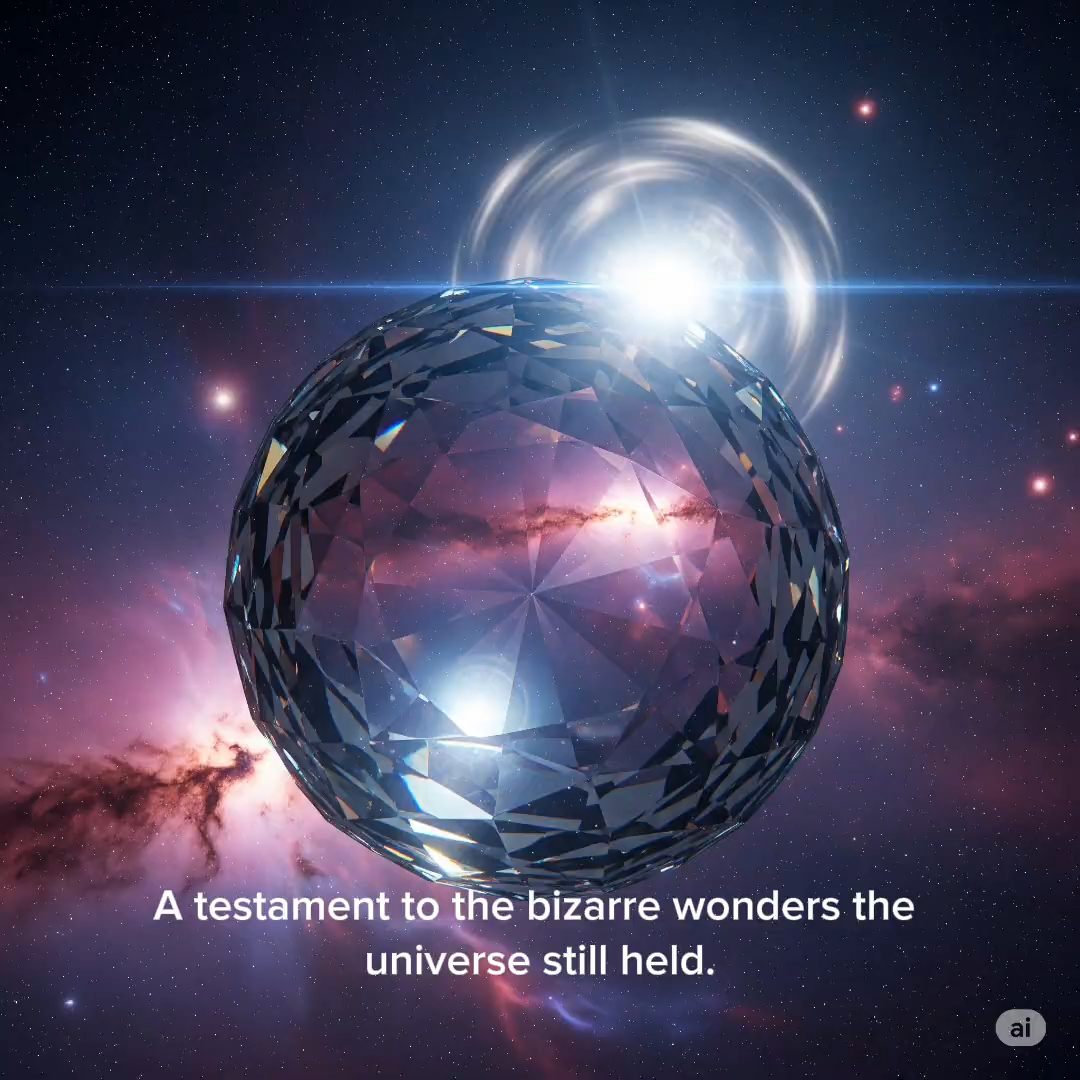 A testament to the bizarre wonders the
universe still held.
ai